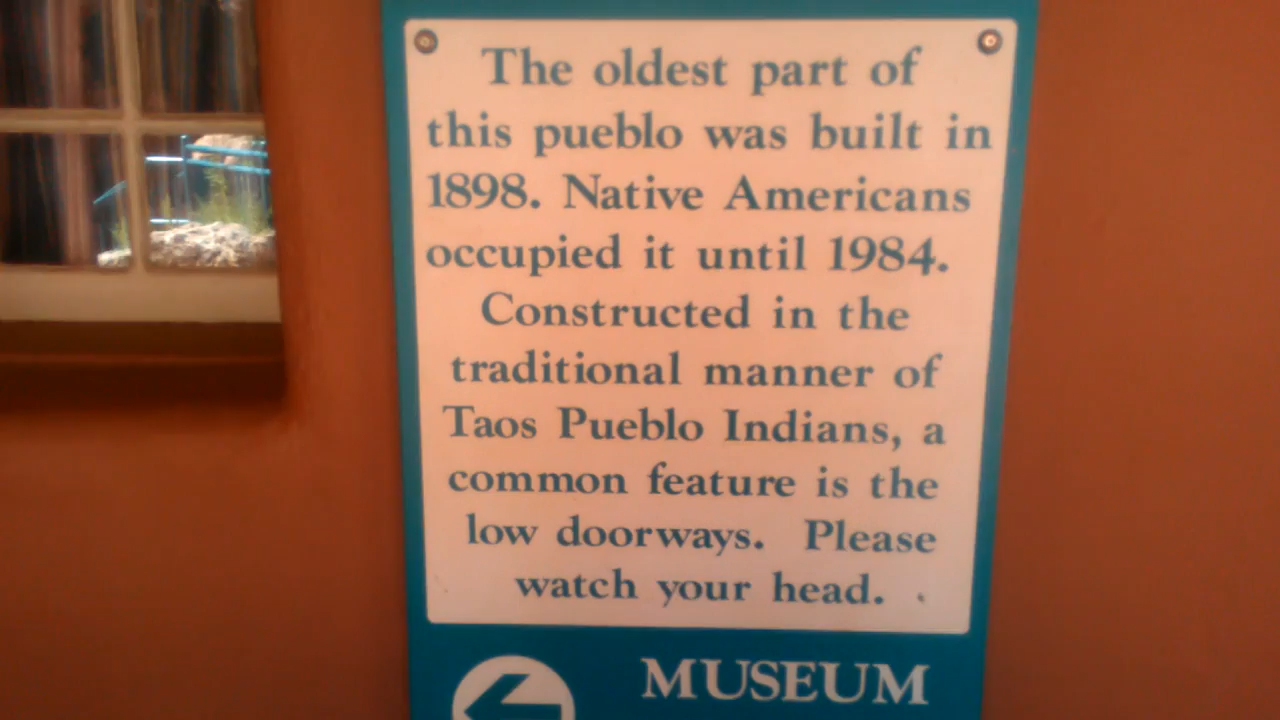 The oldest part of
this pueblo was built in
1898. Native Americans
occupied it until 1984.
Constructed in the
traditional manner of
Taos Pueblo Indians, a
common feature is the
low doorways. Please
watch your head.
MUSEUM